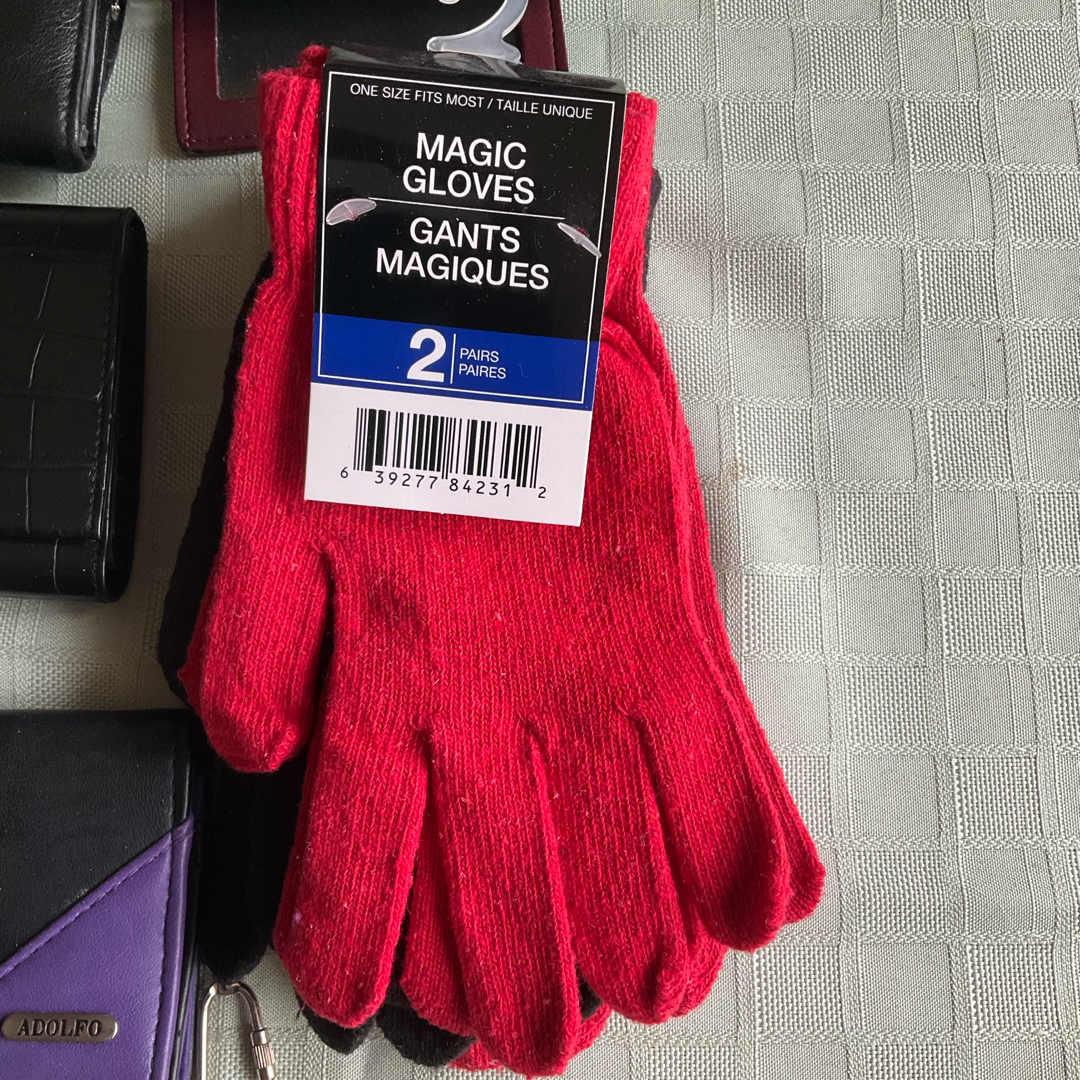 ONE SIZE FITS MOST / TAILLE UNIQUE
MAGIC
GLOVES
GANTS
MAGIQUES
2 PAIRS
PAIRES
6 39277 84231 2
ADOLFO